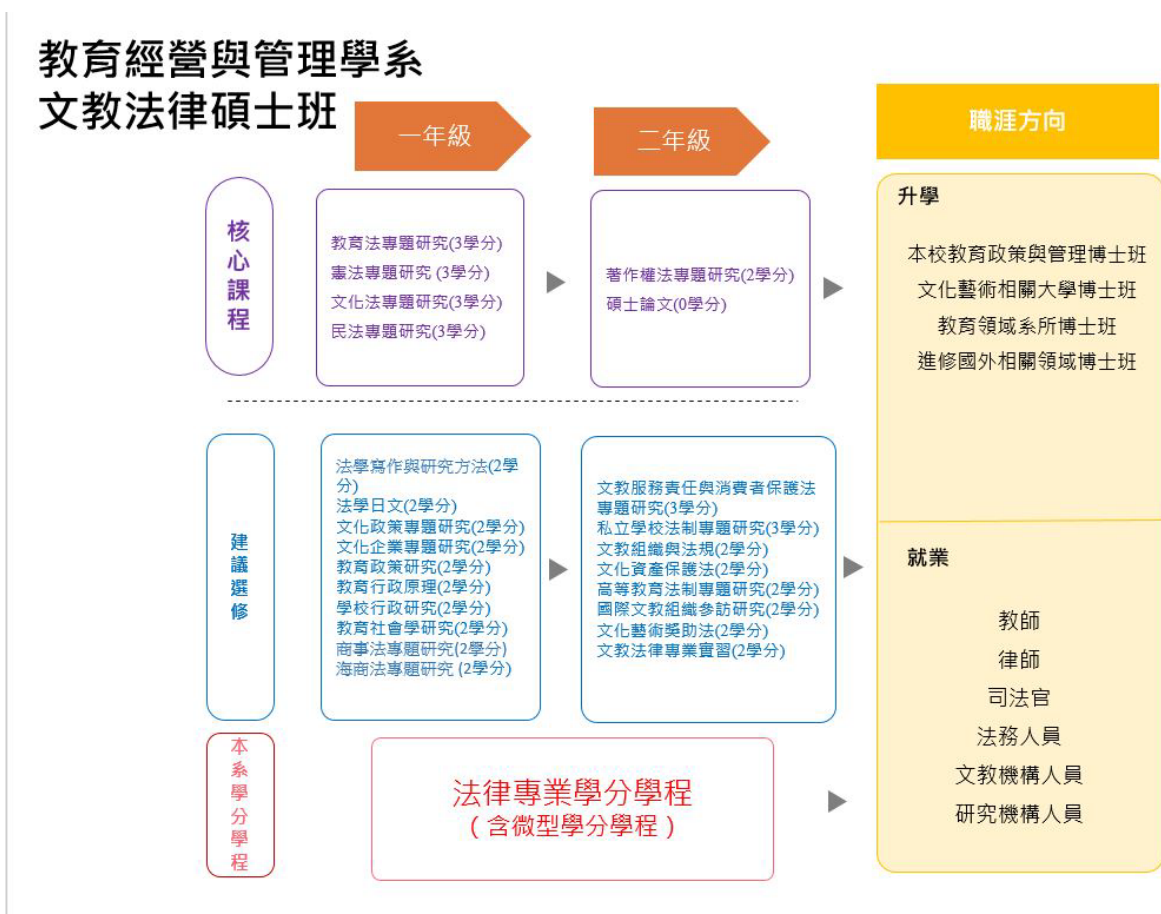 教育經營與管理學系
文教法律碩士班
一年級
二年級
職涯方向
核心課程
教育法專題研究(3學分)
憲法專題研究 (3學分)
文化法專題研究(3學分)
民法專題研究(3學分)
著作權法專題研究(2學分)
碩士論文(0學分)
升學
本校教育政策與管理博士班
文化藝術相關大學博士班
教育領域系所博士班
進修國外相關領域博士班
建議選修
法學寫作與研究方法(2學
分)
法學日文(2學分)
文化政策專題研究(2學分)
文化企業專題研究(2學分)
教育政策研究(2學分)
教育行政原理(2學分)
學校行政研究(2學分)
教育社會學研究(2學分)
商事法專題研究(2學分)
海商法專題研究 (2學分)
文教服務責任與消費者保護法
專題研究(3學分)
私立學校法制專題研究(3學分)
文教組織與法規(2學分)
文化資產保護法(2學分)
高等教育法制專題研究(2學分)
國際文教組織參訪研究(2學分)
文化藝術獎助法(2學分)
文教法律專業實習(2學分)
就業
教師
律師
司法官
法務人員
文教機構人員
研究機構人員
本系學分學程
法律專業學分學程
(含微型學分學程)